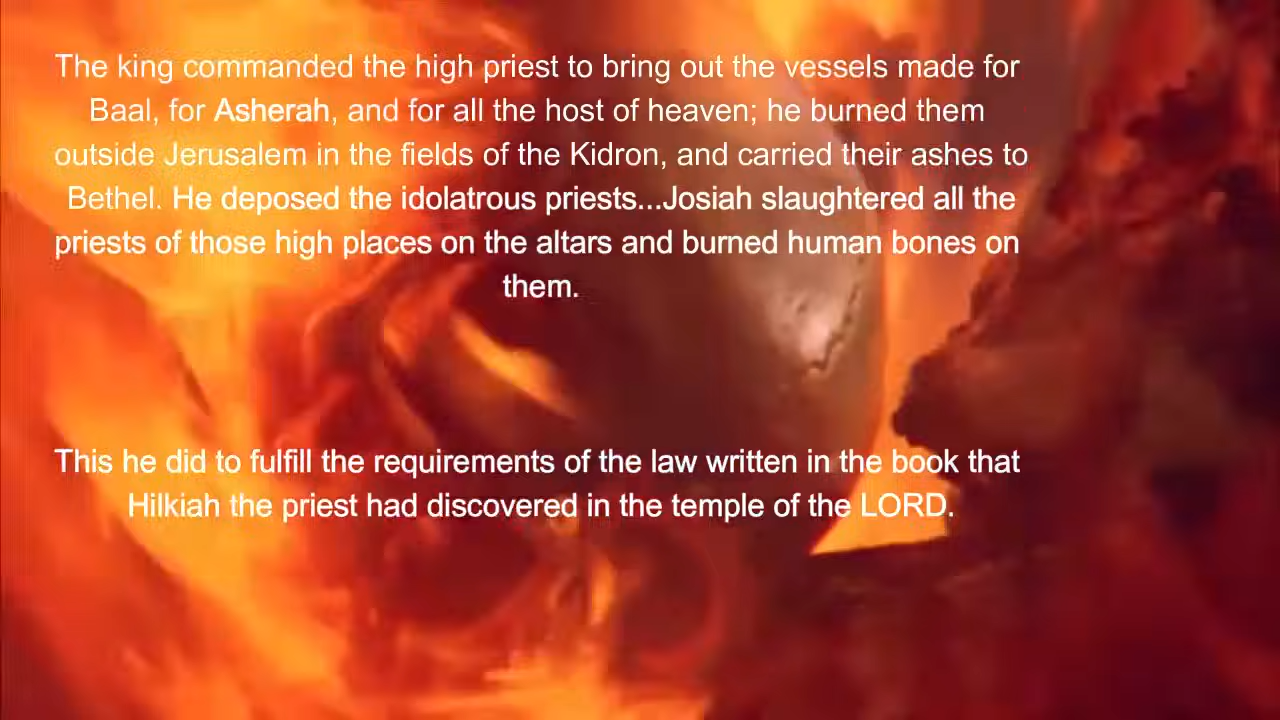 The king commanded the high priest to bring out the vessels made for
Baal, for Asherah, and for all the host of heaven; he burned them
outside Jerusalem in the fields of the Kidron, and carried their ashes to
Bethel. He deposed the idolatrous priests...Josiah slaughtered all the
priests of those high places on the altars and burned human bones on
them.
This he did to fulfill the requirements of the law written in the book that
Hilkiah the priest had discovered in the temple of the LORD.